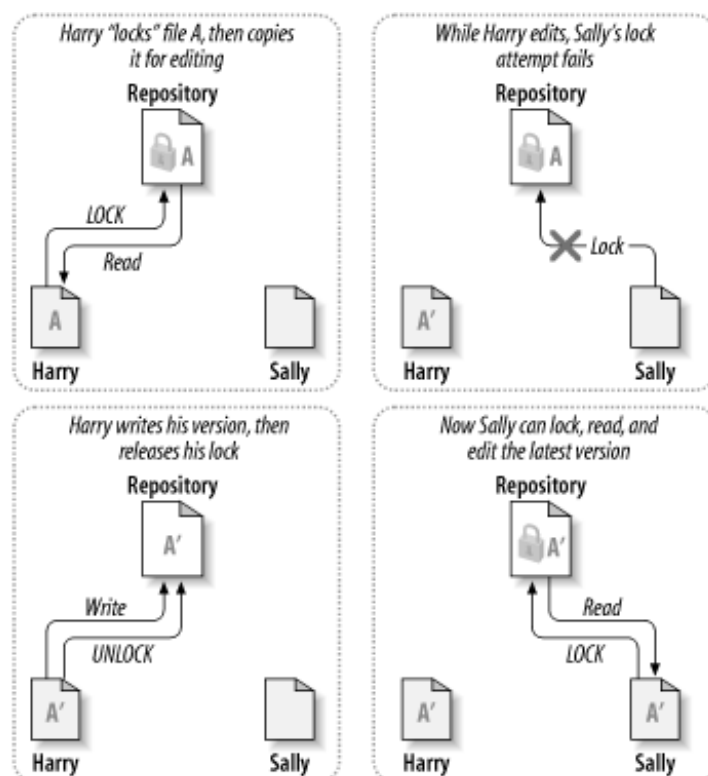 Harry “locks” file A, then copies
it for editing
Repository
A
LOCK
Read
A
Harry
Sally
While Harry edits, Sally’s lock
attempt fails
Repository
A
Lock
A′
Harry
Sally
Harry writes his version, then
releases his lock
Repository
A′
Write
UNLOCK
A′
Harry
Sally
Now Sally can lock, read, and
edit the latest version
Repository
A′
Read
LOCK
A′
A′
Harry
Sally